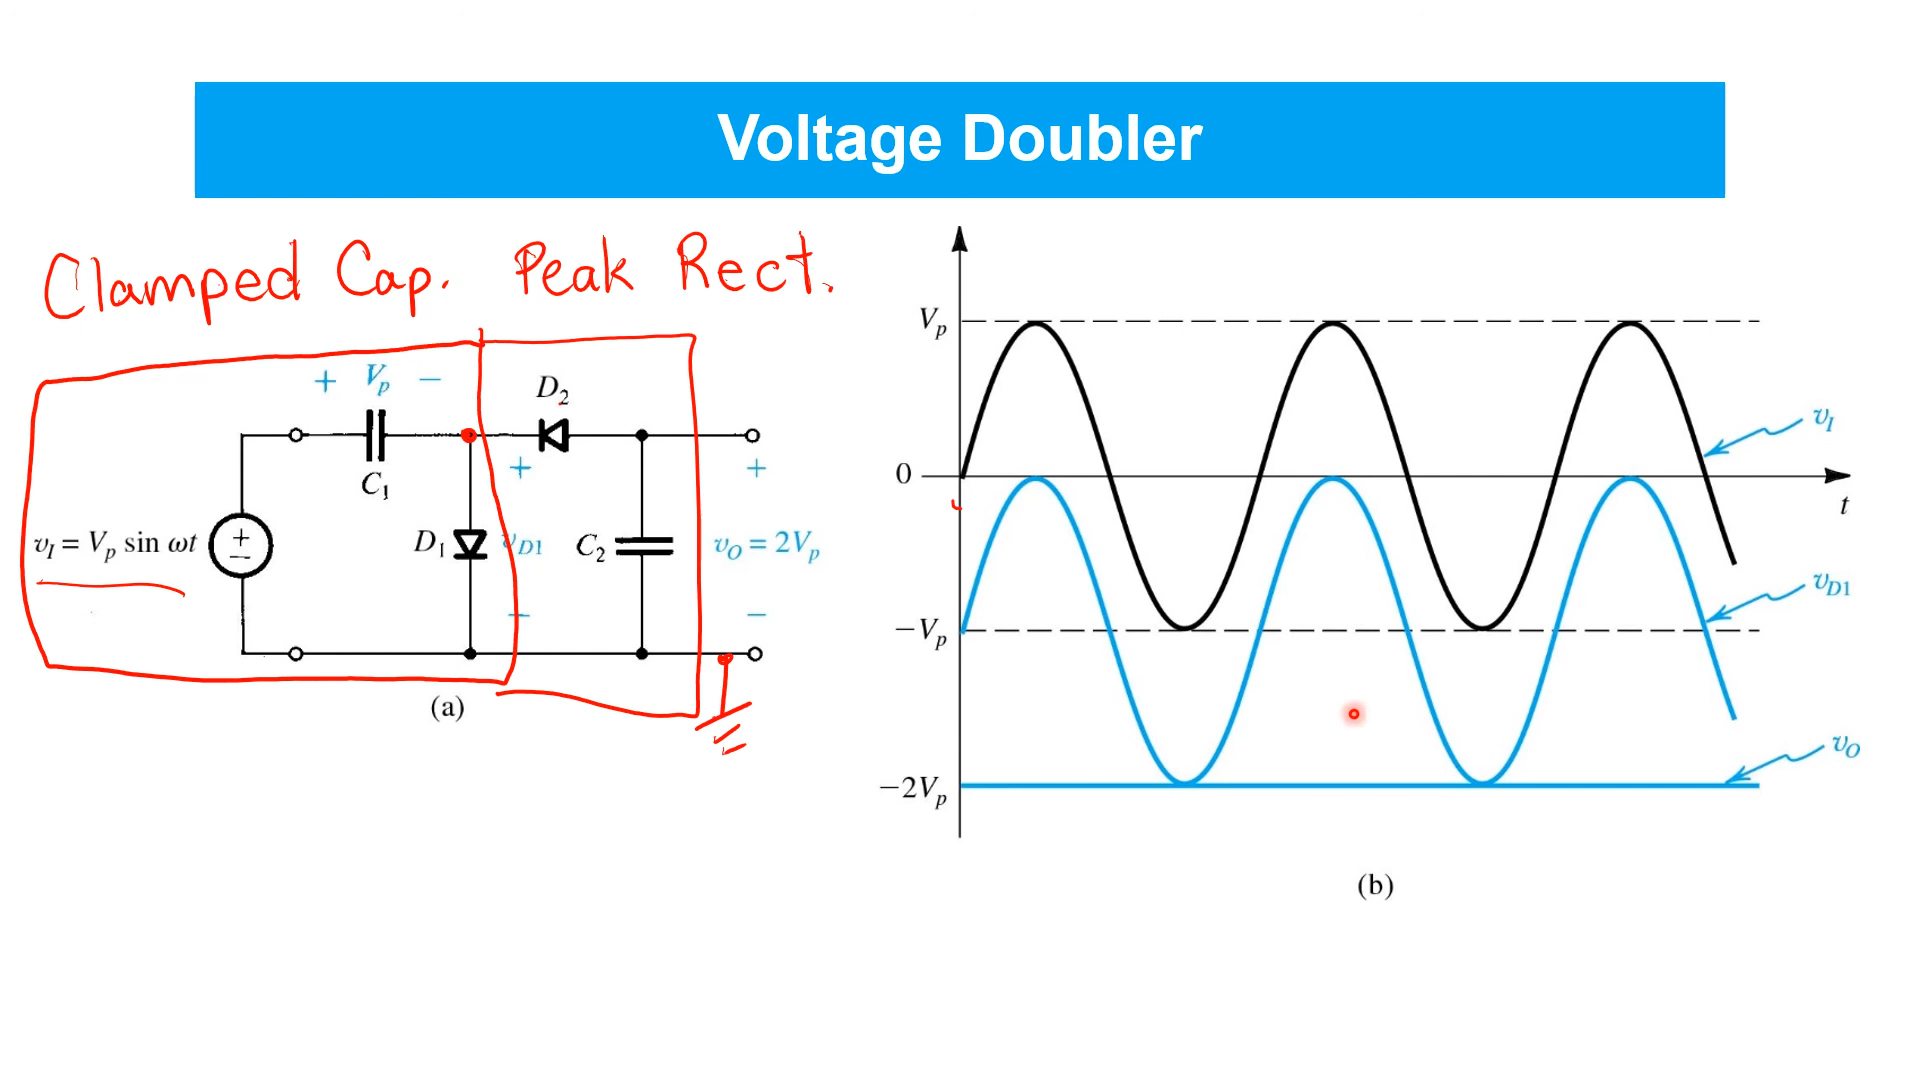 Voltage Doubler
Clamped Cap. Peak Rect.
+ Vp −
D2
C1
+
+
vI = Vp sin ωt
+
−
D1
vD1
C2
vO = 2Vp
−
−
(a)
Vp
0
−Vp
−2Vp
vI
t
vD1
vO
(b)